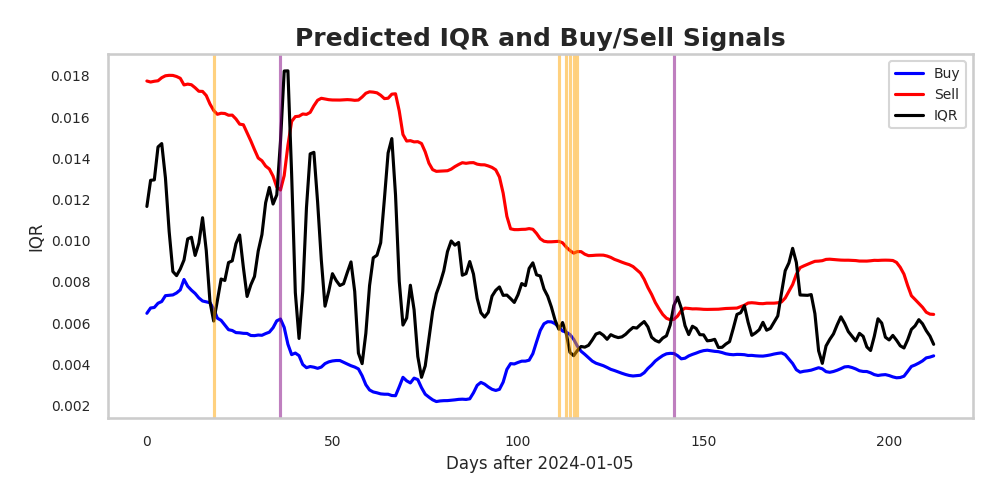 Predicted IQR and Buy/Sell Signals
Buy
Sell
IQR
0.018
0.016
0.014
0.012
0.010
0.008
0.006
0.004
0.002
IQR
0
50
100
150
200
Days after 2024-01-05